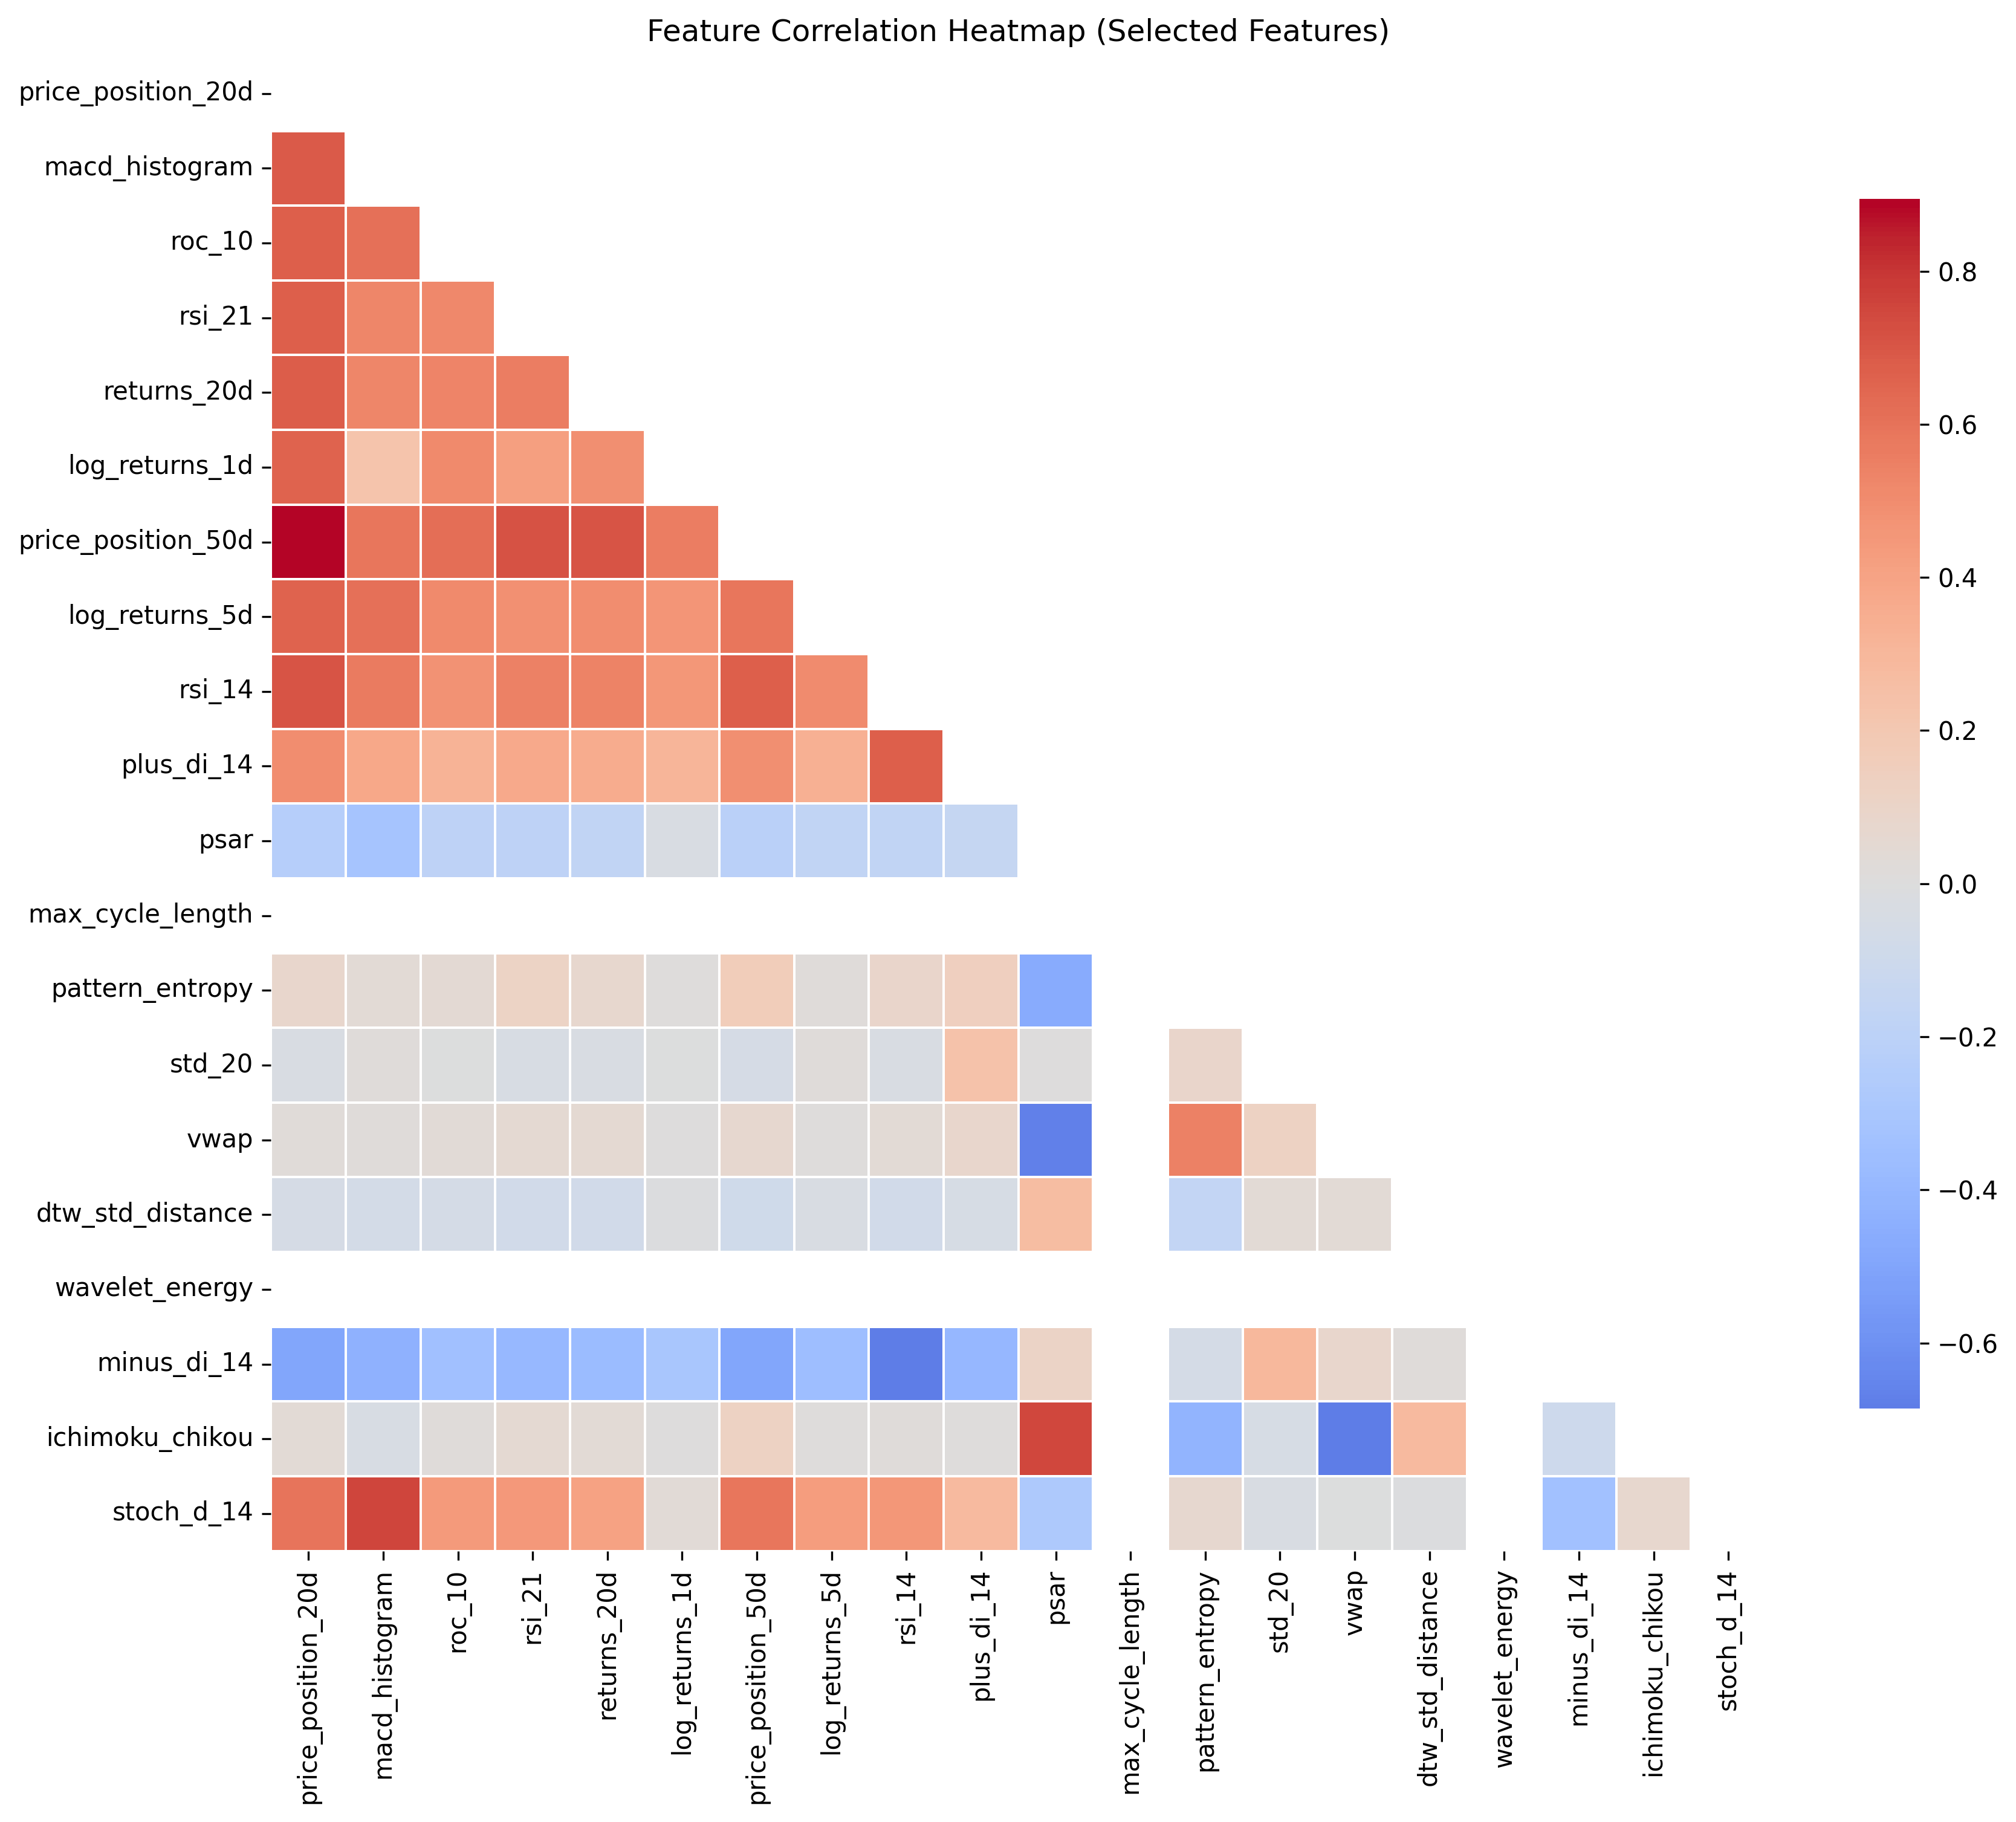 Feature Correlation Heatmap (Selected Features)
price_position_20d
macd_histogram
roc_10
rsi_21
returns_20d
log_returns_1d
price_position_50d
log_returns_5d
rsi_14
plus_di_14
psar
max_cycle_length
pattern_entropy
std_20
vwap
dtw_std_distance
wavelet_energy
minus_di_14
ichimoku_chikou
stoch_d_14
price_position_20d
macd_histogram
roc_10
rsi_21
returns_20d
log_returns_1d
price_position_50d
log_returns_5d
rsi_14
plus_di_14
psar
max_cycle_length
pattern_entropy
std_20
vwap
dtw_std_distance
wavelet_energy
minus_di_14
ichimoku_chikou
stoch_d_14
0.8
0.6
0.4
0.2
0.0
−0.2
−0.4
−0.6